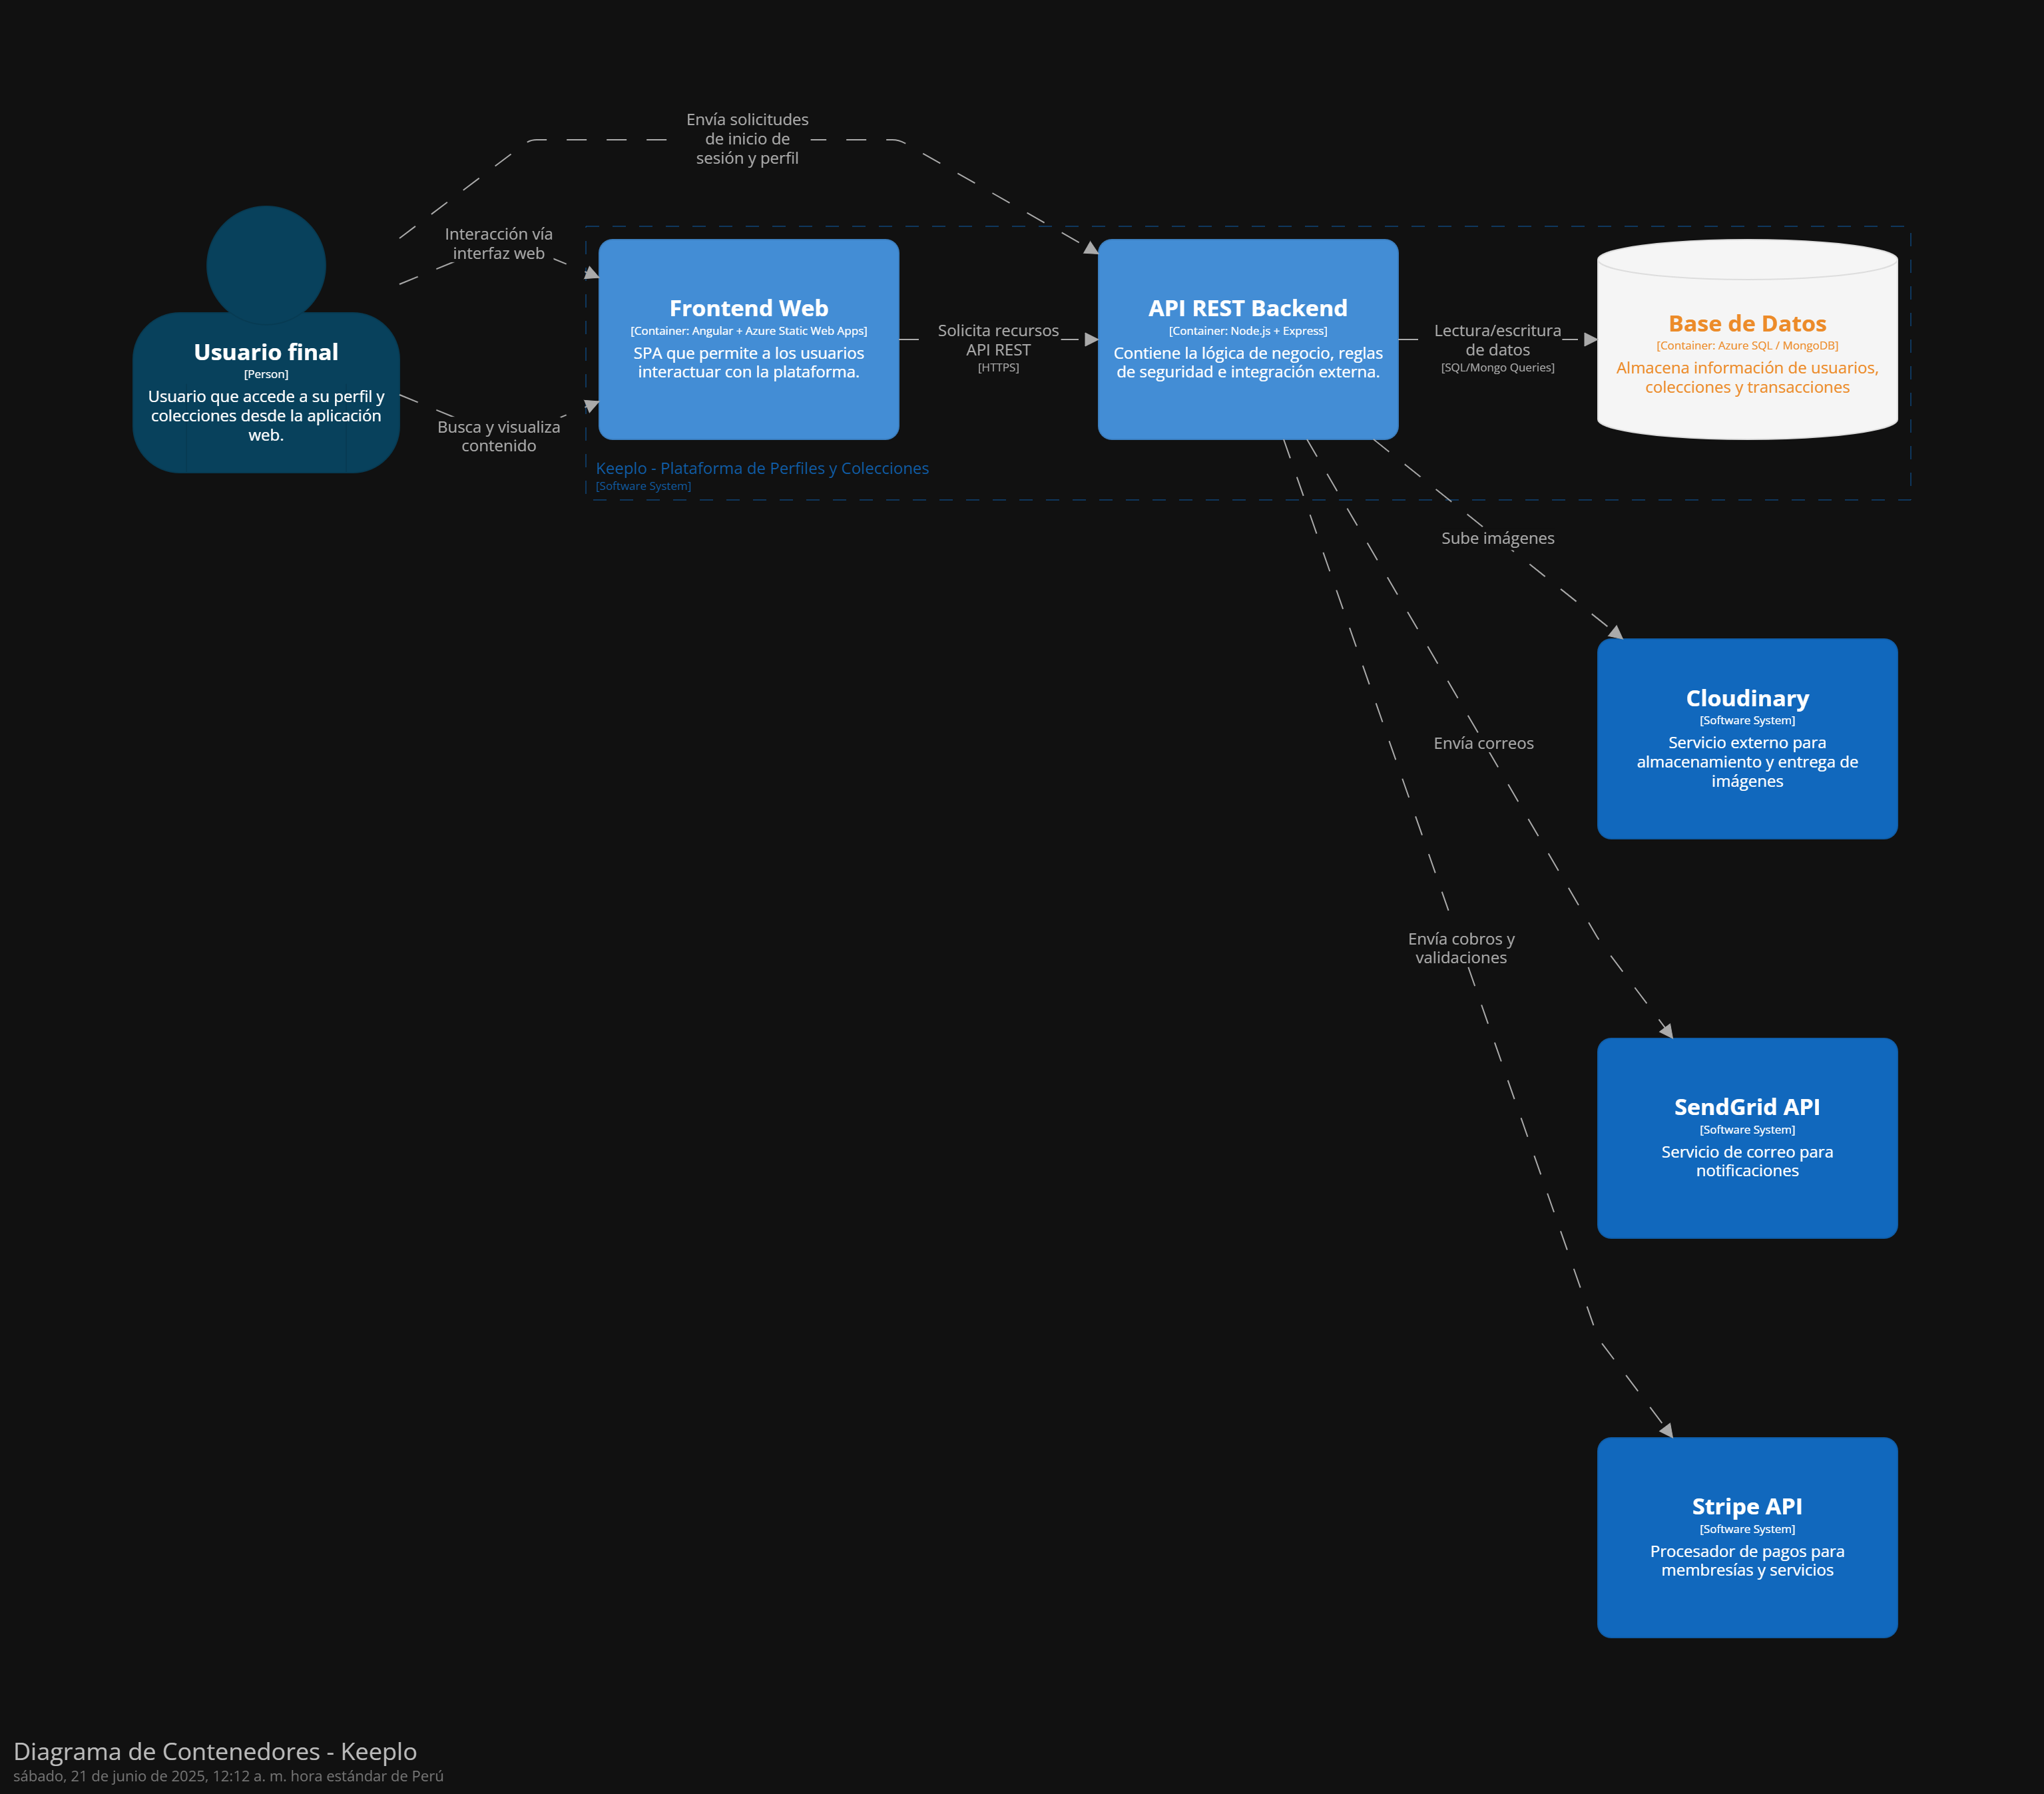 Envía solicitudes
de inicio de
sesión y perfil
Interacción vía
interfaz web
Usuario final
[Person]
Usuario que accede a su perfil y
colecciones desde la aplicación
web.
Busca y visualiza
contenido
Frontend Web
[Container: Angular + Azure Static Web Apps]
SPA que permite a los usuarios
interactuar con la plataforma.
Solicita recursos
API REST
[HTTPS]
API REST Backend
[Container: Node.js + Express]
Contiene la lógica de negocio, reglas
de seguridad e integración externa.
Lectura/escritura
de datos
[SQL/Mongo Queries]
Base de Datos
[Container: Azure SQL / MongoDB]
Almacena información de usuarios,
colecciones y transacciones
Keeplo - Plataforma de Perfiles y Colecciones
[Software System]
Sube imágenes
Cloudinary
[Software System]
Servicio externo para
almacenamiento y entrega de
imágenes
Envía correos
Envía cobros y
validaciones
SendGrid API
[Software System]
Servicio de correo para
notificaciones
Stripe API
[Software System]
Procesador de pagos para
membresías y servicios
Diagrama de Contenedores - Keeplo
sábado, 21 de junio de 2025, 12:12 a. m. hora estándar de Perú